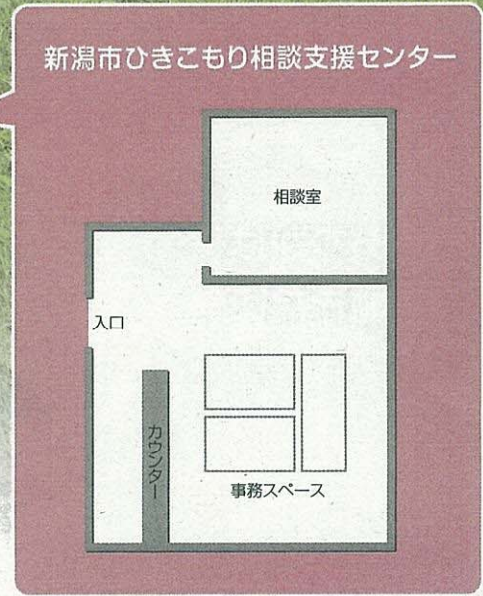 新潟市ひきこもり相談支援センター
相談室
入口
カウンター
事務スペース